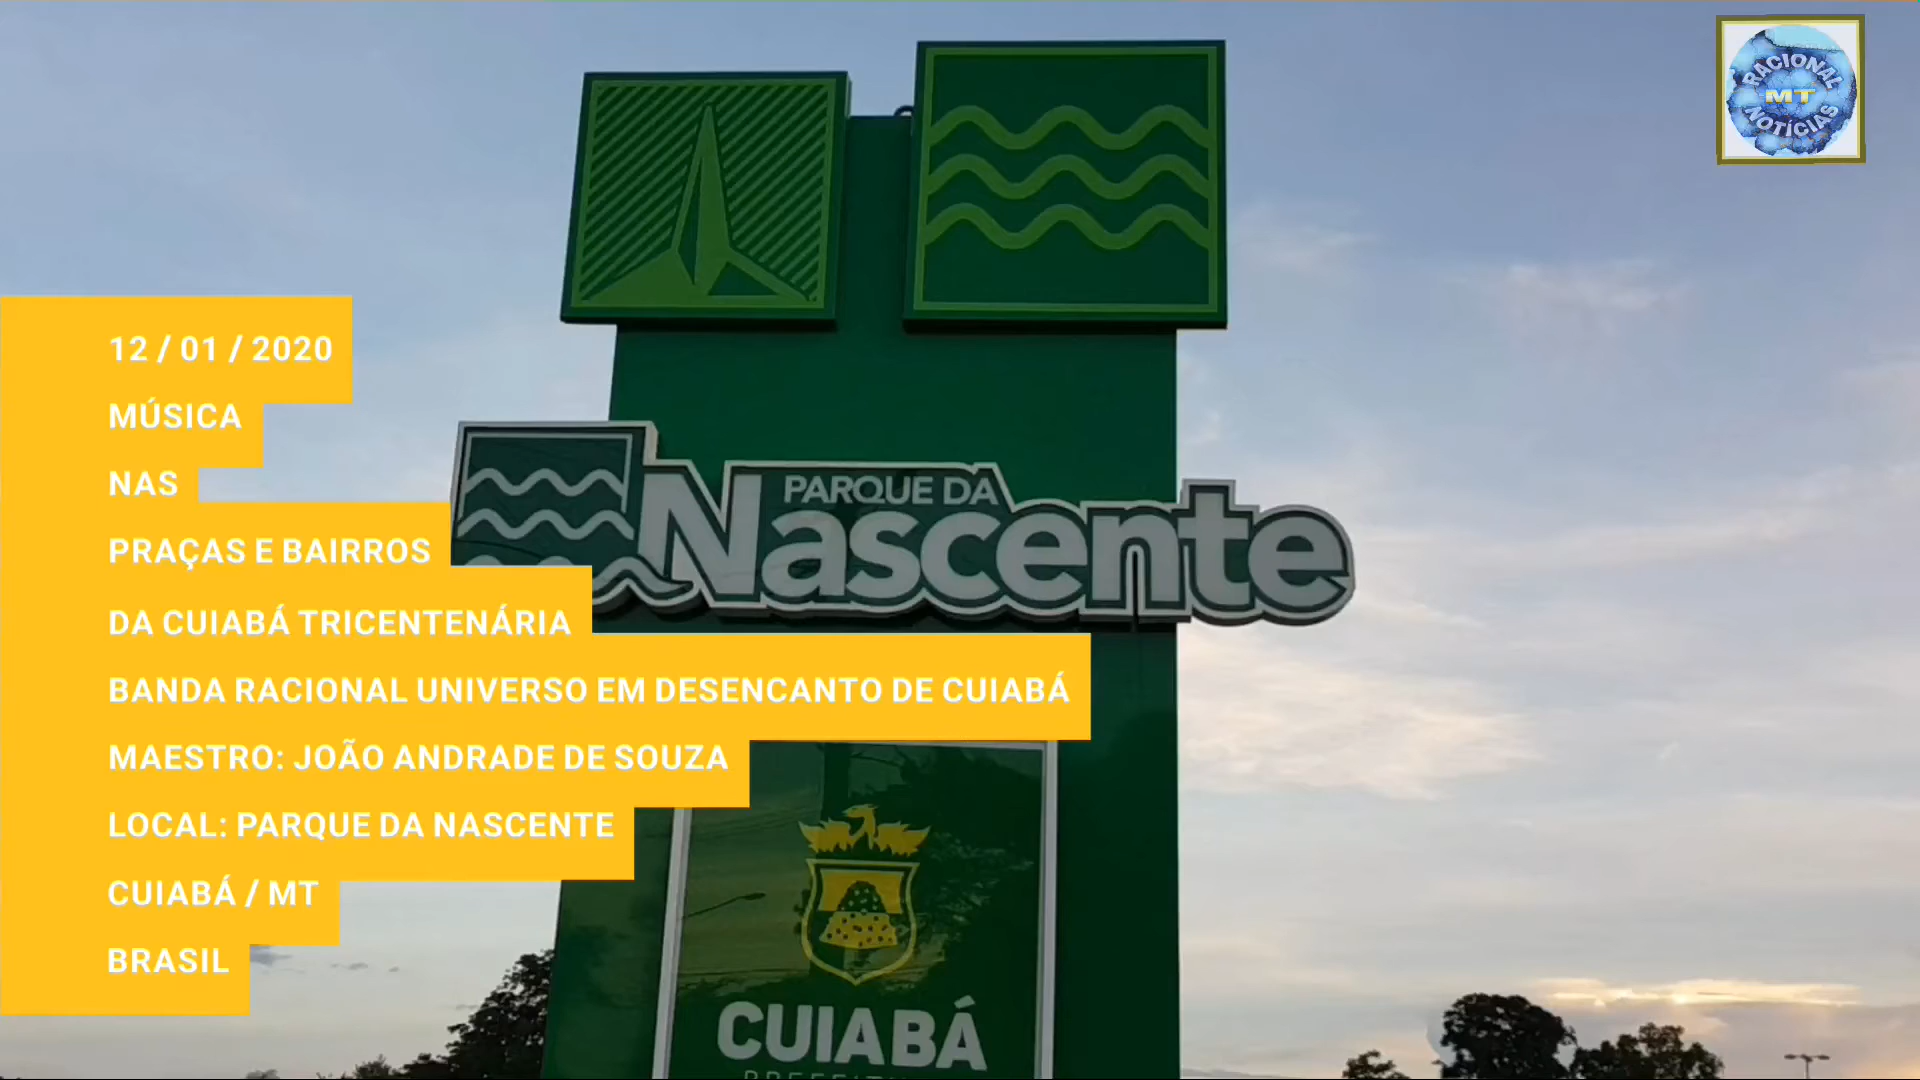 RACIONAL
MT
NOTÍCIAS
12 / 01 / 2020
MÚSICA
NAS
PRAÇAS E BAIRROS
DA CUIABÁ TRICENTENÁRIA
BANDA RACIONAL UNIVERSO EM DESENCANTO DE CUIABÁ
MAESTRO: JOÃO ANDRADE DE SOUZA
LOCAL: PARQUE DA NASCENTE
CUIABÁ / MT
BRASIL
PARQUE DA
Nascente
CUIABÁ